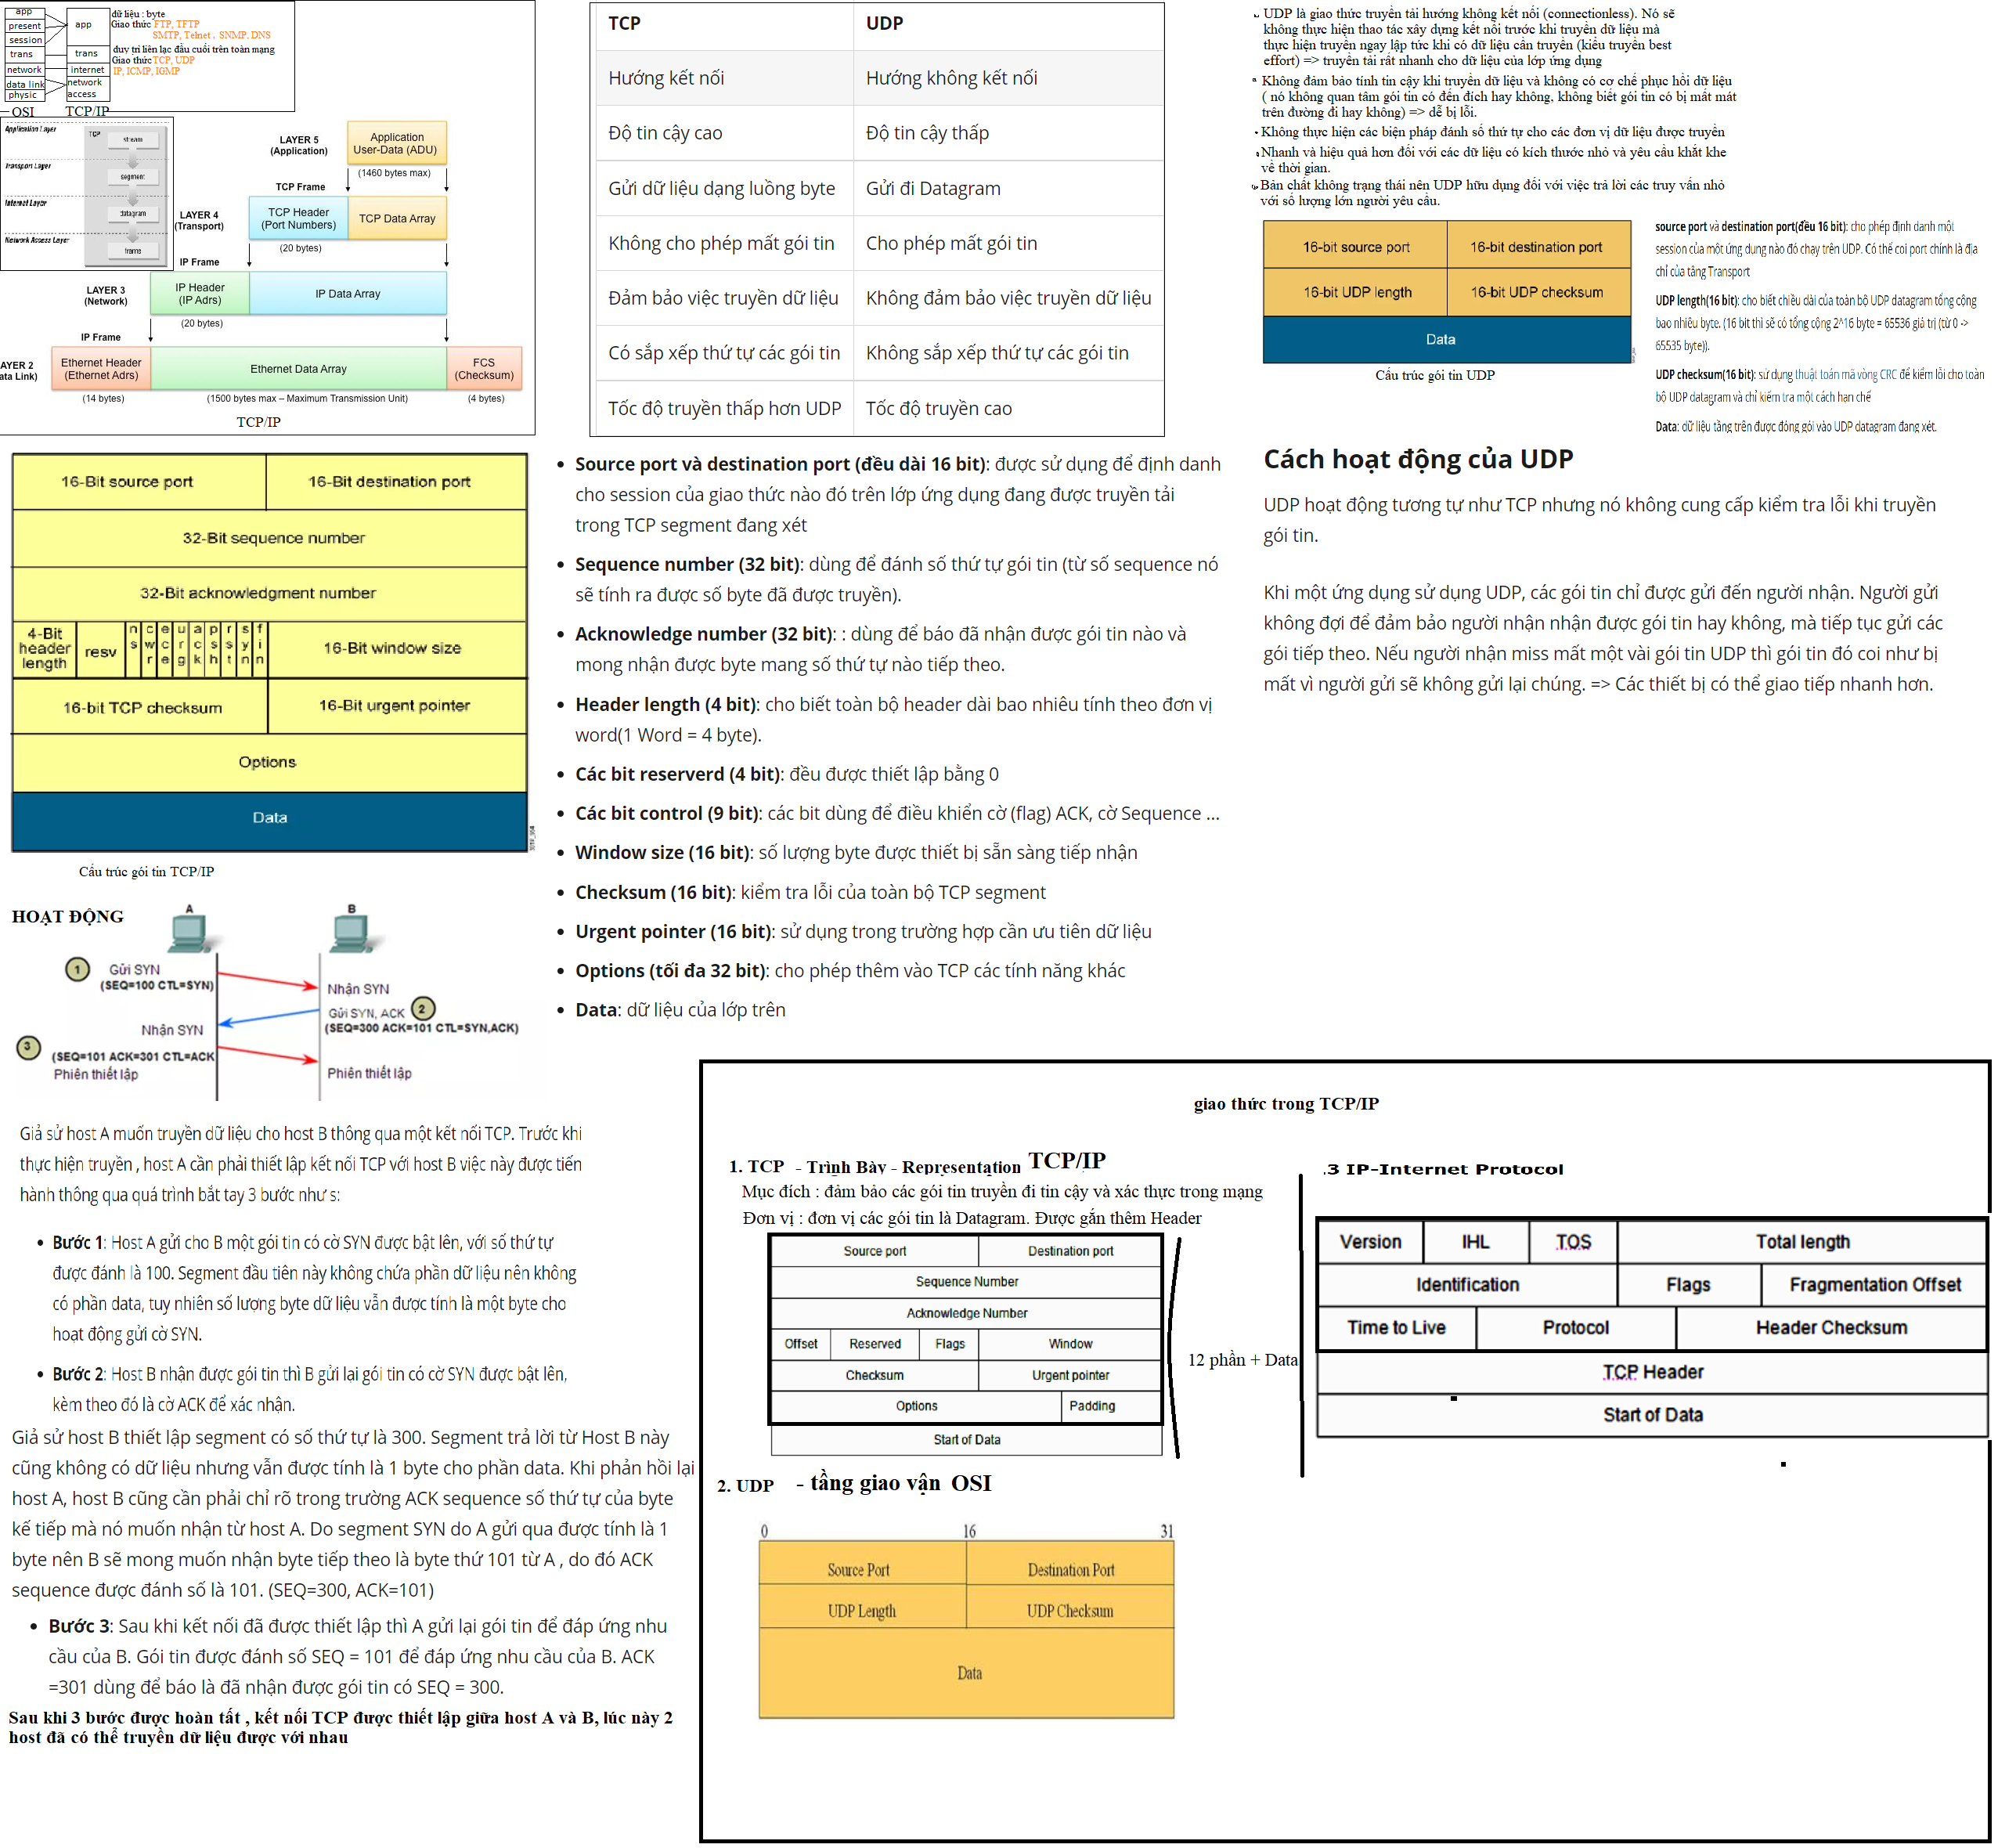 app
present
session
trans
network
data link
physic
OSI
app
trans
internet
network
access
TCP/IP
dữ liệu : byte
Giao thức FTP, TFTP
SMTP, Telnet , SNMP. DNS
duy trì liên lạc đầu cuối trên toàn mạng
Giao thức TCP, UDP
IP, ICMP, IGMP
Application Layer
TCP
stream
Transport Layer
segment
Internet Layer
datagram
Network Access Layer
frame
LAYER 5
(Application)
Application
User-Data (ADU)
(1460 bytes max)
TCP Frame
LAYER 4
(Transport)
TCP Header
(Port Numbers)
TCP Data Array
(20 bytes)
IP Frame
LAYER 3
(Network)
IP Header
(IP Adrs)
IP Data Array
(20 bytes)
IP Frame
AYER 2
ata Link)
Ethernet Header
(Ethernet Adrs)
Ethernet Data Array
FCS
(Checksum)
(14 bytes)
(1500 bytes max – Maximum Transmission Unit)
(4 bytes)
TCP/IP
TCP UDP
Hướng kết nối Hướng không kết nối
Độ tin cậy cao Độ tin cậy thấp
Gửi dữ liệu dạng luồng byte Gửi đi Datagram
Không cho phép mất gói tin Cho phép mất gói tin
Đảm bảo việc truyền dữ liệu Không đảm bảo việc truyền dữ liệu
Có sắp xếp thứ tự các gói tin Không sắp xếp thứ tự các gói tin
Tốc độ truyền thấp hơn UDP Tốc độ truyền cao
UDP là giao thức truyền tải hướng không kết nối (connectionless). Nó sẽ
không thực hiện thao tác xây dựng kết nối trước khi truyền dữ liệu mà
thực hiện truyền ngay lập tức khi có dữ liệu cần truyền (kiểu truyền best
effort) => truyền tải rất nhanh cho dữ liệu của lớp ứng dụng
Không đảm bảo tính tin cậy khi truyền dữ liệu và không có cơ chế phục hồi dữ liệu
( nó không quan tâm gói tin có đến đích hay không, không biết gói tin có bị mất mát
trên đường đi hay không) => dễ bị lỗi.
Không thực hiện các biện pháp đánh số thứ tự cho các đơn vị dữ liệu được truyền
Nhanh và hiệu quả hơn đối với các dữ liệu có kích thước nhỏ và yêu cầu khắt khe
về thời gian.
Bản chất không trạng thái nên UDP hữu dụng đối với việc trả lời các truy vấn nhỏ
với số lượng lớn người yêu cầu.
16-bit source port 16-bit destination port
16-bit UDP length 16-bit UDP checksum
Data
Cấu trúc gói tin UDP
source port và destination port(đều 16 bit): cho phép định danh một
session của một ứng dụng nào đó chạy trên UDP. Có thể coi port chính là địa
chỉ của tầng Transport
UDP length(16 bit): cho biết chiều dài của toàn bộ UDP datagram tổng cộng
bao nhiêu byte. (16 bit thì sẽ có tổng cộng 2^16 byte = 65536 giá trị (từ 0 ->
65535 byte)).
UDP checksum(16 bit): sử dụng thuật toán mã vòng CRC để kiểm lỗi cho toàn
bộ UDP datagram và chỉ kiểm tra một cách hạn chế
Data: dữ liệu tầng trên được đóng gói vào UDP datagram đang xét.
Cách hoạt động của UDP
UDP hoạt động tương tự như TCP nhưng nó không cung cấp kiểm tra lỗi khi truyền
gói tin.
Khi một ứng dụng sử dụng UDP, các gói tin chỉ được gửi đến người nhận. Người gửi
không đợi để đảm bảo người nhận nhận được gói tin hay không, mà tiếp tục gửi các
gói tiếp theo. Nếu người nhận miss mất một vài gói tin UDP thì gói tin đó coi như bị
mất vì người gửi sẽ không gửi lại chúng. => Các thiết bị có thể giao tiếp nhanh hơn.
16-Bit source port 16-Bit destination port
32-Bit sequence number
32-Bit acknowledgment number
4-Bit
header
length
resv
ns
cwr
ece
urg
ack
psh
rst
syn
fin
16-Bit window size
16-bit TCP checksum 16-Bit urgent pointer
Options
Data
Cấu trúc gói tin TCP/IP
• Source port và destination port (đều dài 16 bit): được sử dụng để định danh
cho session của giao thức nào đó trên lớp ứng dụng đang được truyền tải
trong TCP segment đang xét
• Sequence number (32 bit): dùng để đánh số thứ tự gói tin (từ số sequence nó
sẽ tính ra được số byte đã được truyền).
• Acknowledge number (32 bit): : dùng để báo đã nhận được gói tin nào và
mong nhận được byte mang số thứ tự nào tiếp theo.
• Header length (4 bit): cho biết toàn bộ header dài bao nhiêu tính theo đơn vị
word(1 Word = 4 byte).
• Các bit reserverd (4 bit): đều được thiết lập bằng 0
• Các bit control (9 bit): các bit dùng để điều khiển cờ (flag) ACK, cờ Sequence ...
• Window size (16 bit): số lượng byte được thiết bị sẵn sàng tiếp nhận
• Checksum (16 bit): kiểm tra lỗi của toàn bộ TCP segment
• Urgent pointer (16 bit): sử dụng trong trường hợp cần ưu tiên dữ liệu
• Options (tối đa 32 bit): cho phép thêm vào TCP các tính năng khác
• Data: dữ liệu của lớp trên
HOẠT ĐỘNG
A B
1 Gửi SYN
(SEQ=100 CTL=SYN)
Nhận SYN
Gửi SYN, ACK 2
(SEQ=300 ACK=101 CTL=SYN,ACK)
Nhận SYN
3 (SEQ=101 ACK=301 CTL=ACK
Phiên thiết lập
Phiên thiết lập
Giả sử host A muốn truyền dữ liệu cho host B thông qua một kết nối TCP. Trước khi
thực hiện truyền , host A cần phải thiết lập kết nối TCP với host B việc này được tiến
hành thông qua quá trình bắt tay 3 bước như s:
• Bước 1: Host A gửi cho B một gói tin có cờ SYN được bật lên, với số thứ tự
được đánh là 100. Segment đầu tiên này không chứa phần dữ liệu nên không
có phần data, tuy nhiên số lượng byte dữ liệu vẫn được tính là một byte cho
hoạt động gửi cờ SYN.
• Bước 2: Host B nhận được gói tin thì B gửi lại gói tin có cờ SYN được bật lên,
kèm theo đó là cờ ACK để xác nhận.
Giả sử host B thiết lập segment có số thứ tự là 300. Segment trả lời từ Host B này
cũng không có dữ liệu nhưng vẫn được tính là 1 byte cho phần data. Khi phản hồi lại
host A, host B cũng cần phải chỉ rõ trong trường ACK sequence số thứ tự của byte
kế tiếp mà nó muốn nhận từ host A. Do segment SYN do A gửi qua được tính là 1
byte nên B sẽ mong muốn nhận byte tiếp theo là byte thứ 101 từ A , do đó ACK
sequence được đánh số là 101. (SEQ=300, ACK=101)
• Bước 3: Sau khi kết nối đã được thiết lập thì A gửi lại gói tin để đáp ứng nhu
cầu của B. Gói tin được đánh số SEQ = 101 để đáp ứng nhu cầu của B. ACK
=301 dùng để báo là đã nhận được gói tin có SEQ = 300.
Sau khi 3 bước được hoàn tất , kết nối TCP được thiết lập giữa host A và B, lúc này 2
host đã có thể truyền dữ liệu được với nhau
giao thức trong TCP/IP
1. TCP - Trình Bày - Representation TCP/IP
Mục đích : đảm bảo các gói tin truyền đi tin cậy và xác thực trong mạng
Đơn vị : đơn vị các gói tin là Datagram. Được gắn thêm Header
Source port Destination port
Sequence Number
Acknowledge Number
Offset Reserved Flags Window
Checksum Urgent pointer
Options Padding
Start of Data
12 phần + Data
.3 IP-Internet Protocol
Version IHL TOS Total length
Identification Flags Fragmentation Offset
Time to Live Protocol Header Checksum
TCP Header
Start of Data
2. UDP - tầng giao vận OSI
0 16 31
Source Port Destination Port
UDP Length UDP Checksum
Data